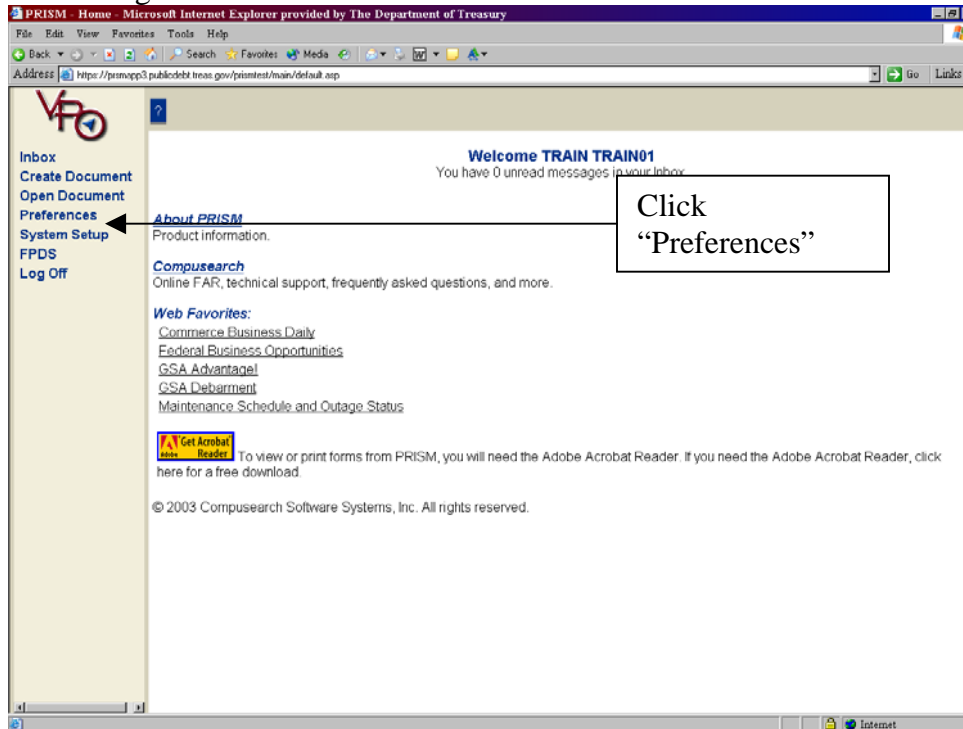 PRISM - Home - Microsoft Internet Explorer provided by The Department of Treasury
File Edit View Favorites Tools Help
Back Search Favorites Media
Address https://prismapp3.publicdebt.treas.gov/prismtest/main/default.asp Go Links
VPO
?
Inbox
Create Document
Open Document
Preferences
System Setup
FPDS
Log Off
Welcome TRAIN TRAIN01
You have 0 unread messages in your Inbox
Click
“Preferences”
About PRISM
Product information.
Compusearch
Online FAR, technical support, frequently asked questions, and more.
Web Favorites:
Commerce Business Daily
Federal Business Opportunities
GSA Advantage!
GSA Debarment
Maintenance Schedule and Outage Status
Get Acrobat
Adobe Reader
To view or print forms from PRISM, you will need the Adobe Acrobat Reader. If you need the Adobe Acrobat Reader, click
here for a free download.
© 2003 Compusearch Software Systems, Inc. All rights reserved.
Internet